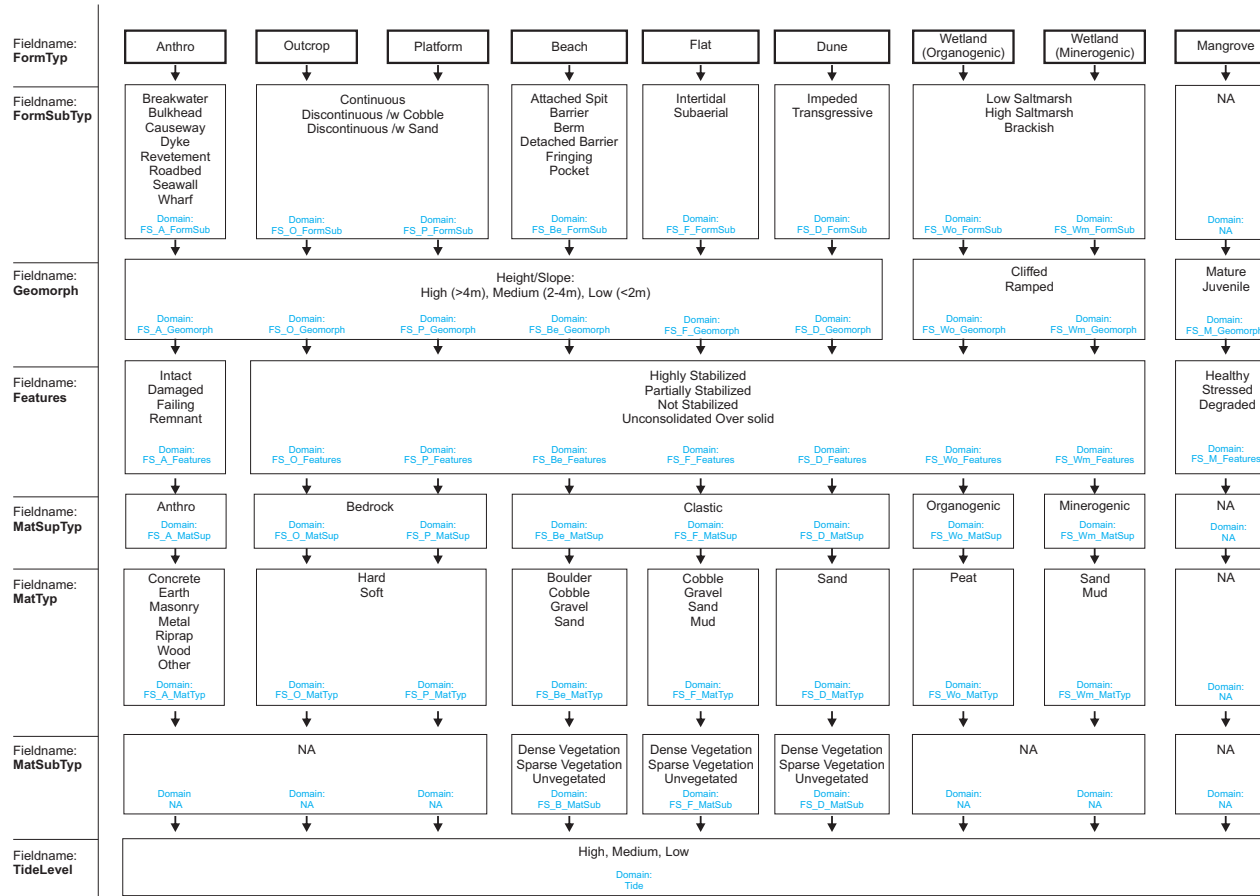 Fieldname:
FormTyp
Anthro
Outcrop
Platform
Beach
Flat
Dune
Wetland
(Organogenic)
Wetland
(Minerogenic)
Mangrove
Fieldname:
FormSubTyp
Breakwater
Bulkhead
Causeway
Dyke
Revetement
Roadbed
Seawall
Wharf
Domain:
FS_A_FormSub
Continuous
Discontinuous /w Cobble
Discontinuous /w Sand
Domain:
FS_O_FormSub
Domain:
FS_P_FormSub
Attached Spit
Barrier
Berm
Detached Barrier
Fringing
Pocket
Domain:
FS_Be_FormSub
Intertidal
Subaerial
Domain:
FS_F_FormSub
Impeded
Transgressive
Domain:
FS_D_FormSub
Low Saltmarsh
High Saltmarsh
Brackish
Domain:
FS_Wo_FormSub
Domain:
FS_Wm_FormSub
NA
Domain:
NA
Fieldname:
Geomorph
Height/Slope:
High (>4m), Medium (2-4m), Low (<2m)
Domain:
FS_A_Geomorph
Domain:
FS_O_Geomorph
Domain:
FS_P_Geomorph
Domain:
FS_Be_Geomorph
Domain:
FS_F_Geomorph
Domain:
FS_D_Geomorph
Cliffed
Ramped
Domain:
FS_Wo_Geomorph
Domain:
FS_Wm_Geomorph
Mature
Juvenile
Domain:
FS_M_Geomorph
Fieldname:
Features
Intact
Damaged
Failing
Remnant
Domain:
FS_A_Features
Highly Stabilized
Partially Stabilized
Not Stabilized
Unconsolidated Over solid
Domain:
FS_O_Features
Domain:
FS_P_Features
Domain:
FS_Be_Features
Domain:
FS_F_Features
Domain:
FS_D_Features
Domain:
FS_Wo_Features
Domain:
FS_Wm_Features
Healthy
Stressed
Degraded
Domain:
FS_M_Features
Fieldname:
MatSupTyp
Anthro
Domain:
FS_A_MatSup
Bedrock
Domain:
FS_O_MatSup
Domain:
FS_P_MatSup
Clastic
Domain:
FS_Be_MatSup
Domain:
FS_F_MatSup
Domain:
FS_D_MatSup
Organogenic
Domain:
FS_Wo_MatSup
Minerogenic
Domain:
FS_Wm_MatSup
NA
Domain:
NA
Fieldname:
MatTyp
Concrete
Earth
Masonry
Metal
Riprap
Wood
Other
Domain:
FS_A_MatTyp
Hard
Soft
Domain:
FS_O_MatTyp
Domain:
FS_P_MatTyp
Boulder
Cobble
Gravel
Sand
Domain:
FS_Be_MatTyp
Cobble
Gravel
Sand
Mud
Domain:
FS_F_MatTyp
Sand
Domain:
FS_D_MatTyp
Peat
Domain:
FS_Wo_MatTyp
Sand
Mud
Domain:
FS_Wm_MatTyp
NA
Domain:
NA
Fieldname:
MatSubTyp
NA
Domain
NA
Domain:
NA
Domain:
NA
Dense Vegetation
Sparse Vegetation
Unvegetated
Domain:
FS_B_MatSub
Dense Vegetation
Sparse Vegetation
Unvegetated
Domain:
FS_F_MatSub
Dense Vegetation
Sparse Vegetation
Unvegetated
Domain:
FS_D_MatSub
NA
Domain:
NA
Domain:
NA
NA
Domain:
NA
Fieldname:
TideLevel
High, Medium, Low
Domain:
Tide